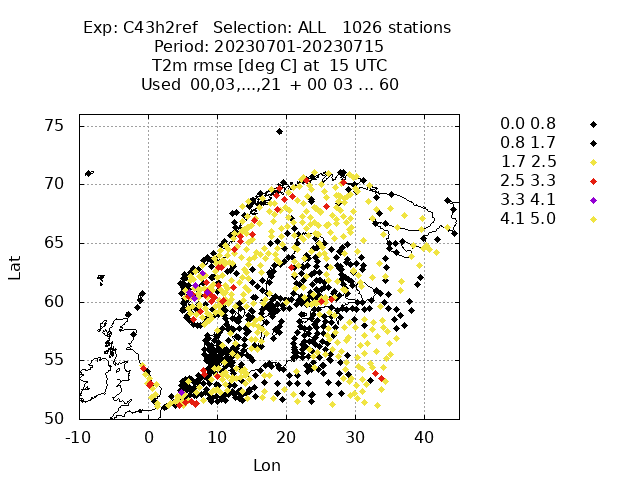 Exp: C43h2ref   Selection: ALL   1026 stations
Period: 20230701-20230715
T2m rmse [deg C] at  15 UTC
Used  00,03,...,21  + 00 03 ... 60
75
70
65
60
55
50
-10 0 10 20 30 40
Lat
Lon
0.0 0.8
0.8 1.7
1.7 2.5
2.5 3.3
3.3 4.1
4.1 5.0